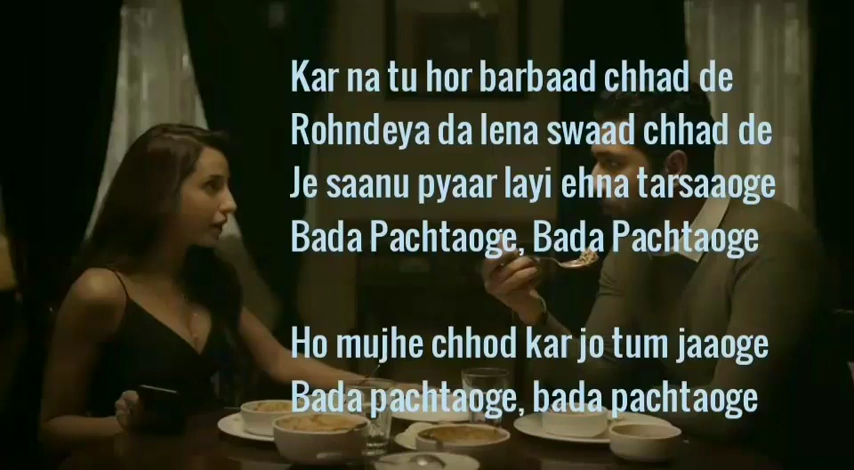 Kar na tu hor barbaad chhad de
Rohndeya da lena swaad chhad de
Je saanu pyaar layi ehna tarsaaoge
Bada Pachtaoge, Bada Pachtaoge
Ho mujhe chhod kar jo tum jaaoge
Bada pachtaoge, bada pachtaoge